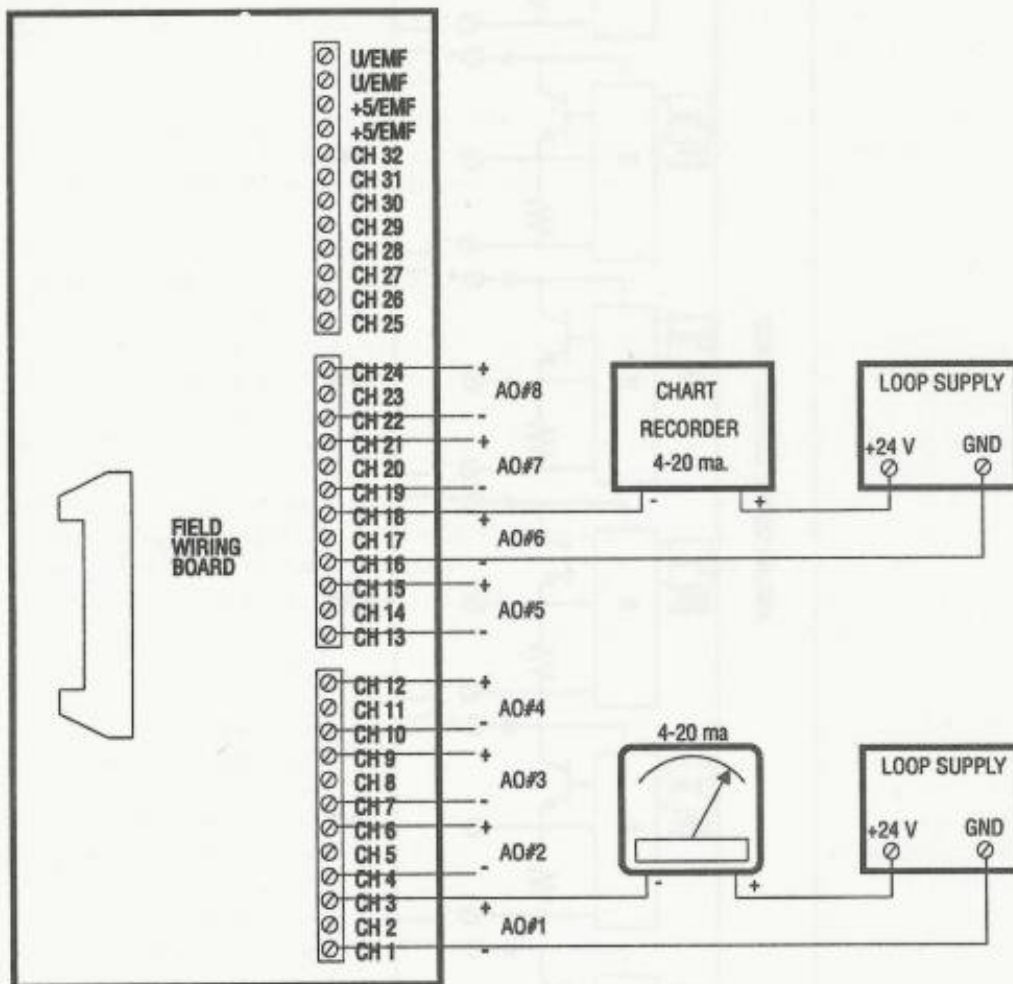 U/EMF
U/EMF
+5/EMF
+5/EMF
CH 32
CH 31
CH 30
CH 29
CH 28
CH 27
CH 26
CH 25
CH 24
CH 23
CH 22
CH 21
CH 20
CH 19
CH 18
CH 17
CH 16
CH 15
CH 14
CH 13
CH 12
CH 11
CH 10
CH 9
CH 8
CH 7
CH 6
CH 5
CH 4
CH 3
CH 2
CH 1
FIELD
WIRING
BOARD
+
AO#8
-
+
AO#7
-
+
AO#6
-
+
AO#5
-
+
AO#4
-
+
AO#3
-
+
AO#2
-
+
AO#1
-
CHART
RECORDER
4-20 ma.
- +
LOOP SUPPLY
+24 V GND
4-20 ma
- +
LOOP SUPPLY
+24 V GND